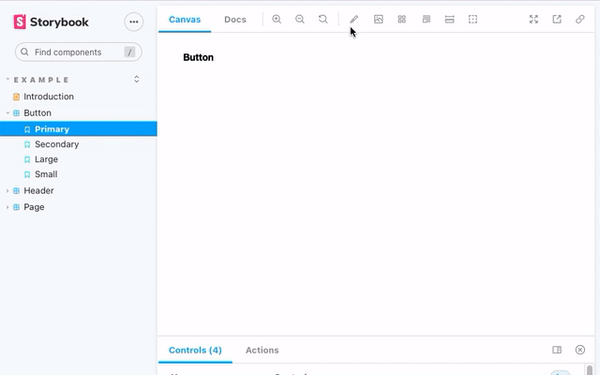 Storybook
Find components
/
EXAMPLE
Introduction
Button
Primary
Secondary
Large
Small
Header
Page
Canvas
Docs
Button
Controls (4)
Actions